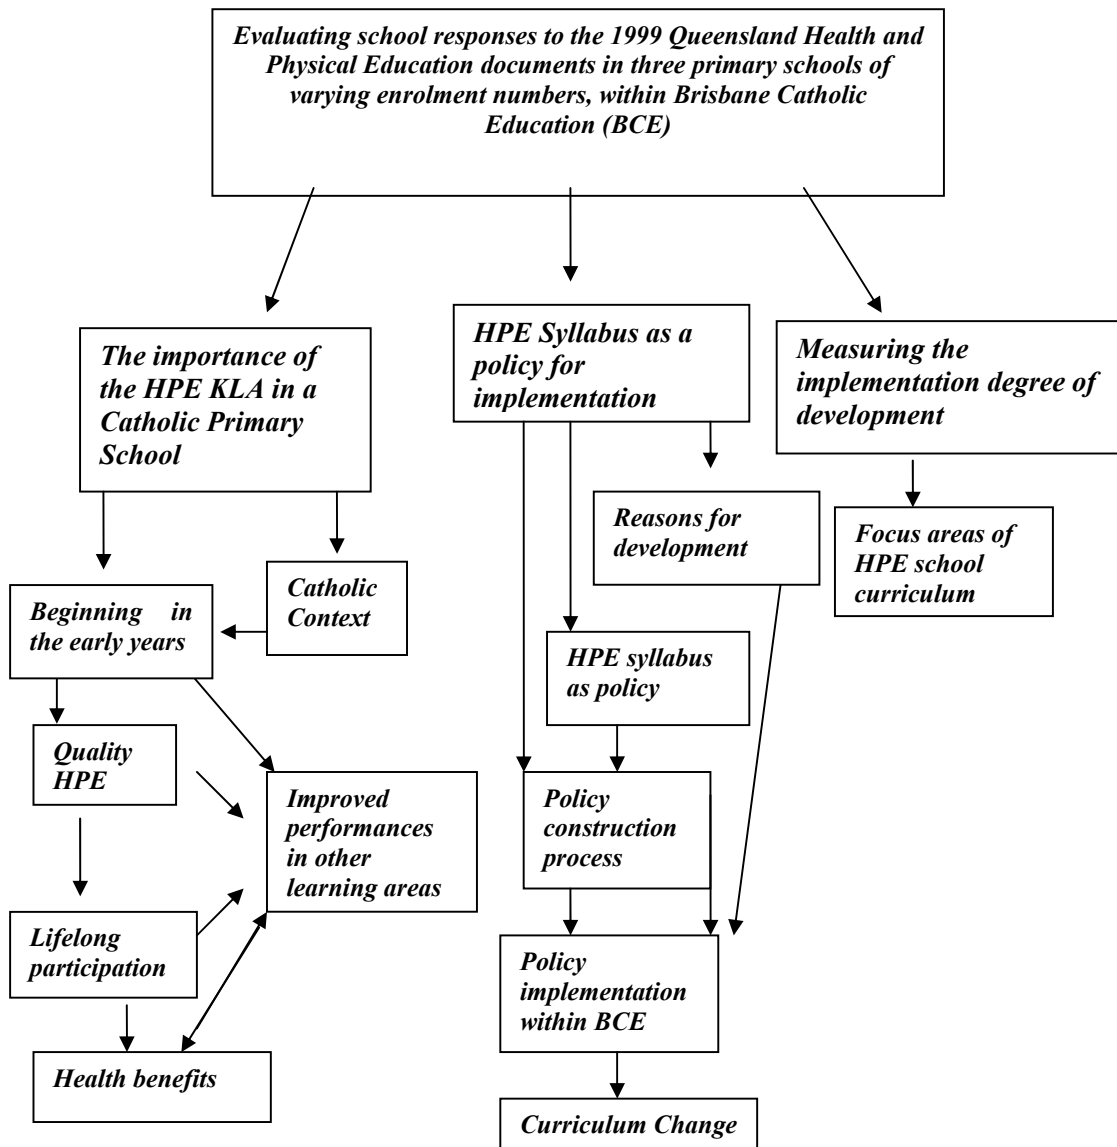 Evaluating school responses to the 1999 Queensland Health and
Physical Education documents in three primary schools of
varying enrolment numbers, within Brisbane Catholic
Education (BCE)
The importance of
the HPE KLA in a
Catholic Primary
School
HPE Syllabus as a
policy for
implementation
Measuring the
implementation degree of
development
Reasons for
development
Focus areas of
HPE school
curriculum
Catholic
Context
Beginning in
the early years
HPE syllabus
as policy
Quality
HPE
Improved
performances
in other
learning areas
Policy
construction
process
Lifelong
participation
Policy
implementation
within BCE
Health benefits
Curriculum Change